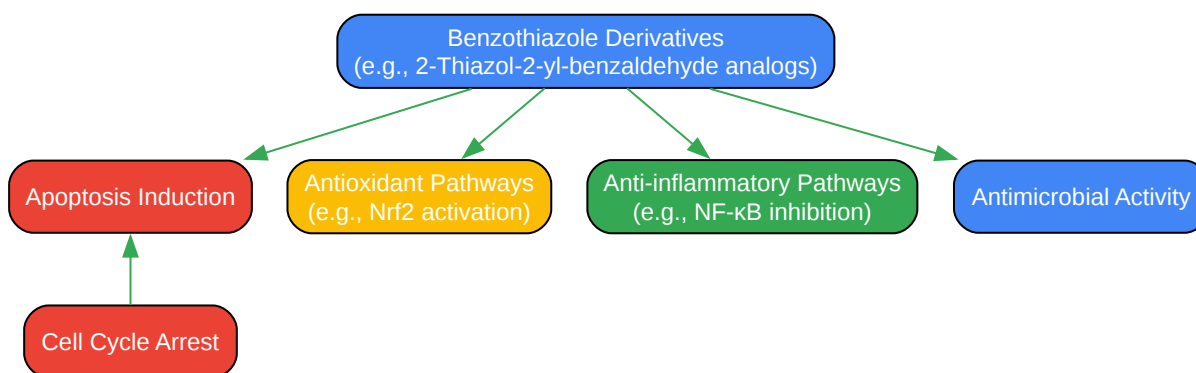 Benzothiazole Derivatives
(e.g., 2-Thiazol-2-yl-benzaldehyde analogs)
Apoptosis Induction
Antioxidant Pathways
(e.g., Nrf2 activation)
Anti-inflammatory Pathways
(e.g., NF-κB inhibition)
Antimicrobial Activity
Cell Cycle Arrest